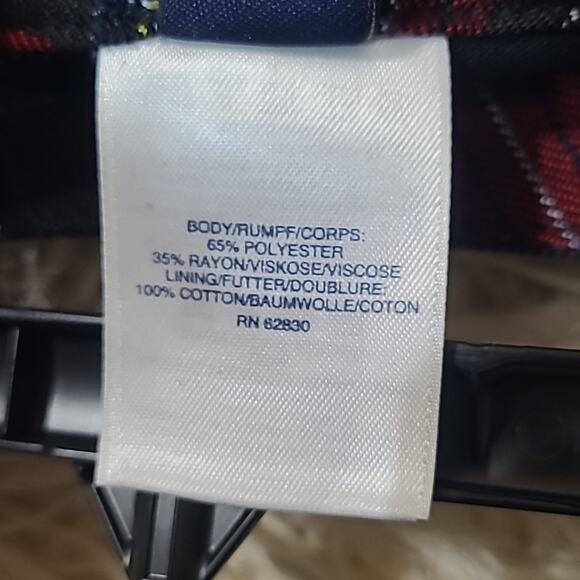 BODY/RUMPF/CORPS:
65% POLYESTER
35% RAYON/VISKOSE/VISCOSE
LINING/FUTTER/DOUBLURE:
100% COTTON/BAUMWOLLE/COTON
RN 62830